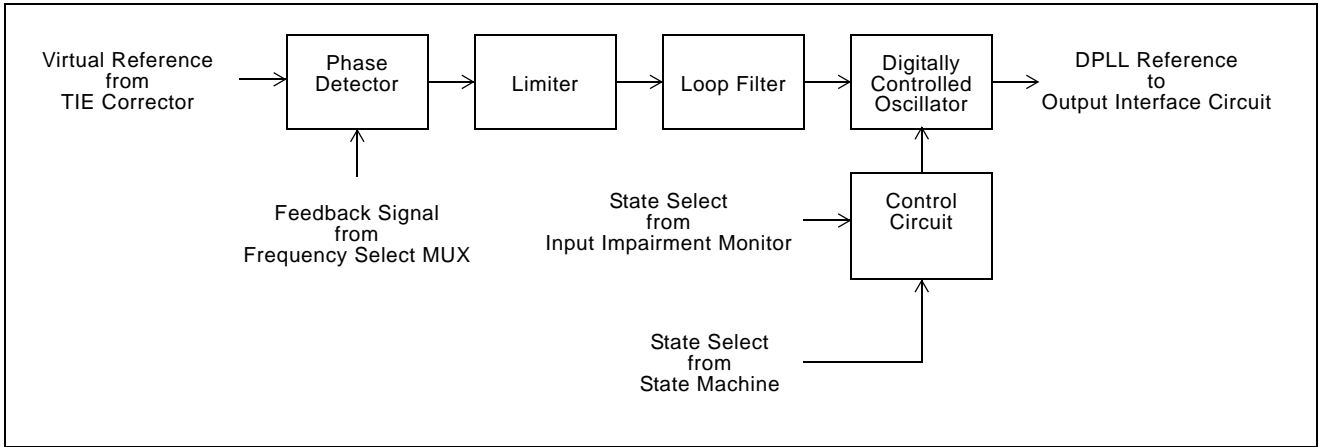 Virtual Reference
from
TIE Corrector
Phase
Detector
Limiter
Loop Filter
Digitally
Controlled
Oscillator
DPLL Reference
to
Output Interface Circuit
Feedback Signal
from
Frequency Select MUX
State Select
from
Input Impairment Monitor
Control
Circuit
State Select
from
State Machine